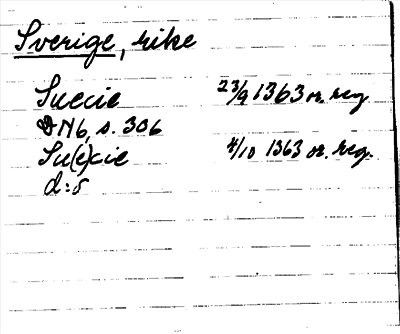 Sverige, rike
Suecie 23/9 1363 or. reg.
DN6, s. 306
Su(e)cie 4/10 1363 or. reg.
d:o